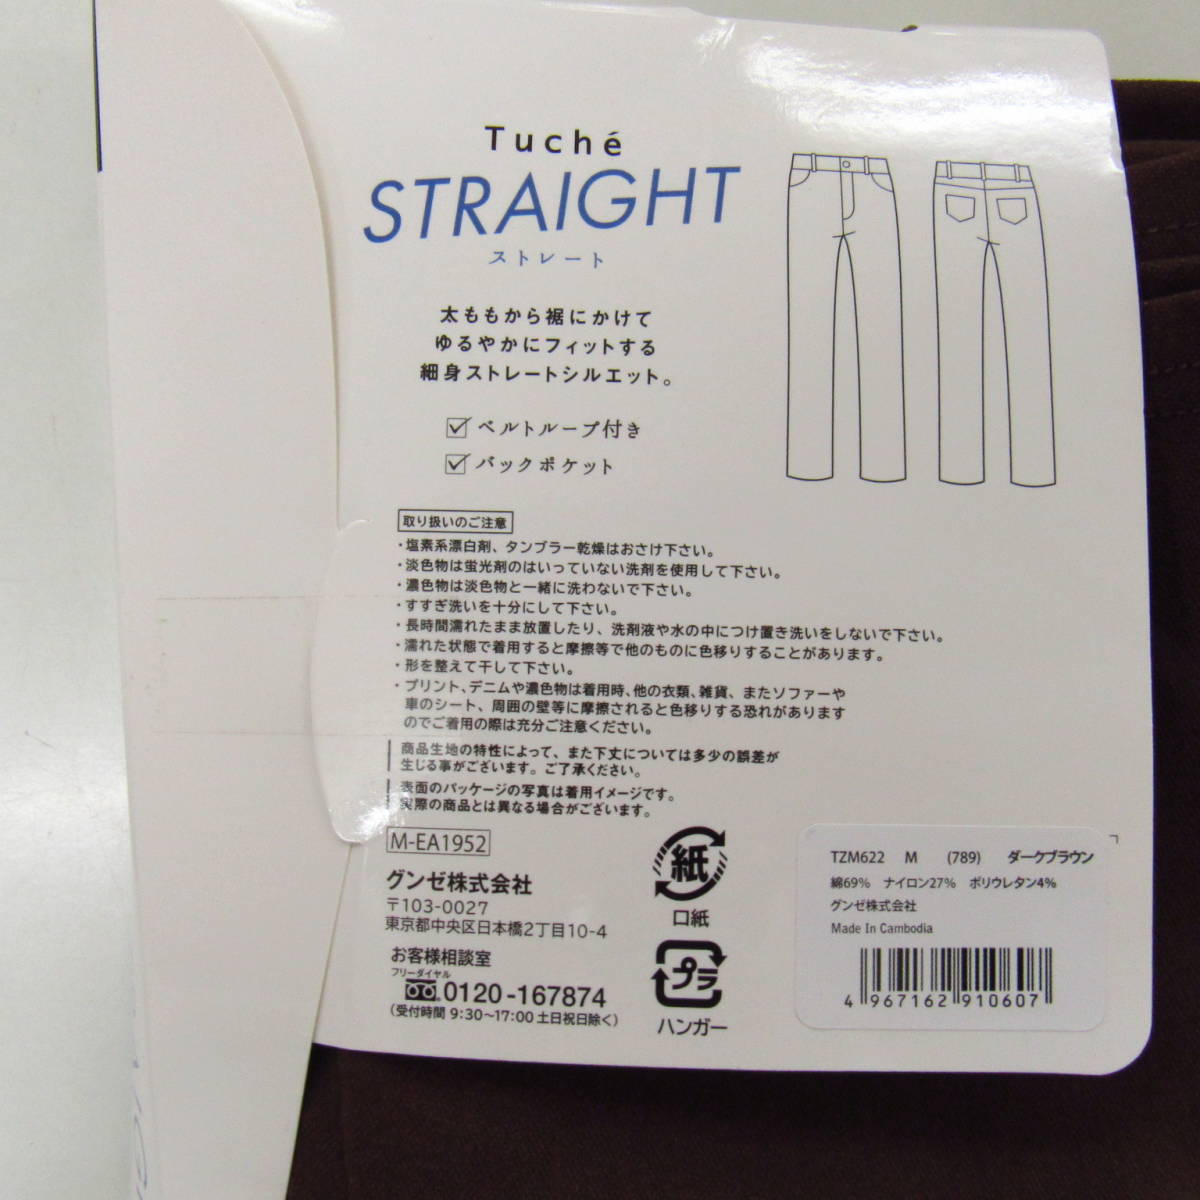 Tuché
STRAIGHT
ストレート
太ももから裾にかけて
ゆるやかにフィットする
細身ストレートシルエット。
ベルトループ付き
バックポケット
取り扱いのご注意
・塩素系漂白剤、タンブラー乾燥はおさけ下さい。
・淡色物は蛍光剤のはいっていない洗剤を使用して下さい。
・濃色物は淡色物と一緒に洗わないで下さい。
・すすぎ洗いを十分にして下さい。
・長時間濡れたまま放置したり、洗剤液や水の中につけ置き洗いをしないで下さい。
・濡れた状態で着用すると摩擦等で他のものに色移りすることがあります。
・形を整えて干して下さい。
・プリント、デニムや濃色物は着用時、他の衣類、雑貨、またソファーや
車のシート、周囲の壁等に摩擦されると色移りする恐れがあります
のでご着用の際は充分ご注意ください。
商品生地の特性によって、また下丈については多少の誤差が
生じる事がございます。ご了承ください。
表面のパッケージの写真は着用イメージです。
実際の商品とは異なる場合がございます。
M-EA1952
グンゼ株式会社
〒103-0027
東京都中央区日本橋2丁目10-4
お客様相談室
フリーダイヤル
0120-167874
(受付時間 9:30～17:00 土日祝日除く)
紙
口紙
プラ
ハンガー
TZM622 M (789) ダークブラウン
綿69% ナイロン27% ポリウレタン4%
グンゼ株式会社
Made In Cambodia
4 967162 910607